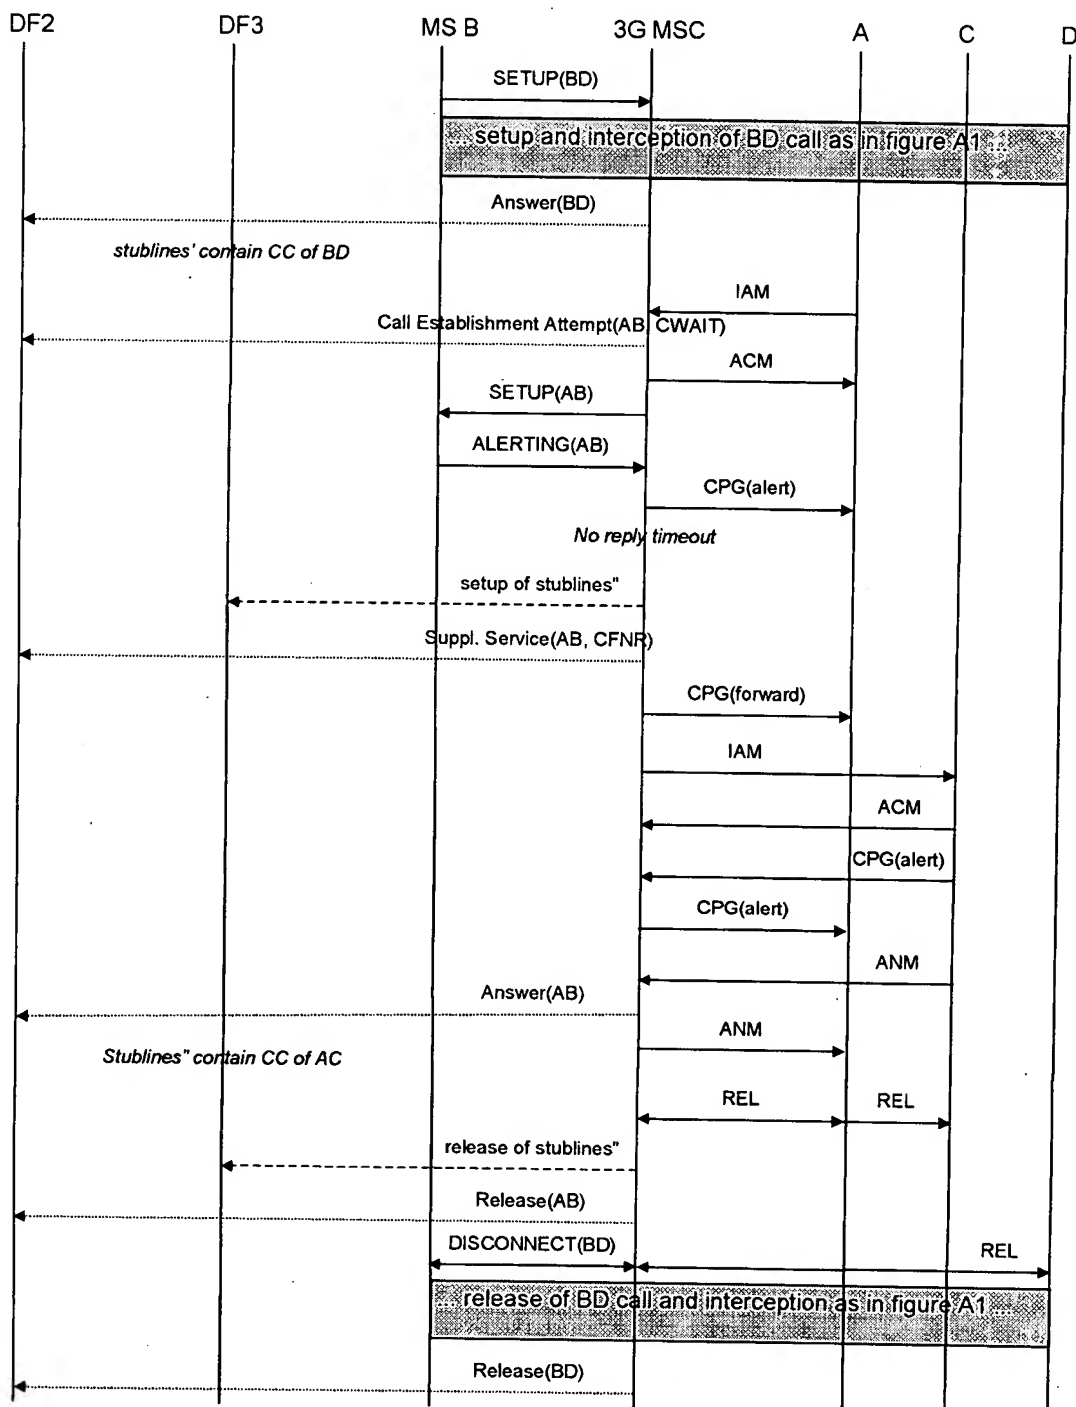 DF2 DF3 MS B 3G MSC A C D
SETUP(BD)
... setup and interception of BD call as in figure A1 ...
Answer(BD)
stublines' contain CC of BD
IAM
Call Establishment Attempt(AB, CWAIT)
ACM
SETUP(AB)
ALERTING(AB)
CPG(alert)
No reply timeout
setup of stublines"
Suppl. Service(AB, CFNR)
CPG(forward)
IAM
ACM
CPG(alert)
CPG(alert)
ANM
Answer(AB)
ANM
Stublines" contain CC of AC
REL REL
release of stublines"
Release(AB)
DISCONNECT(BD) REL
... release of BD call and interception as in figure A1 ...
Release(BD)